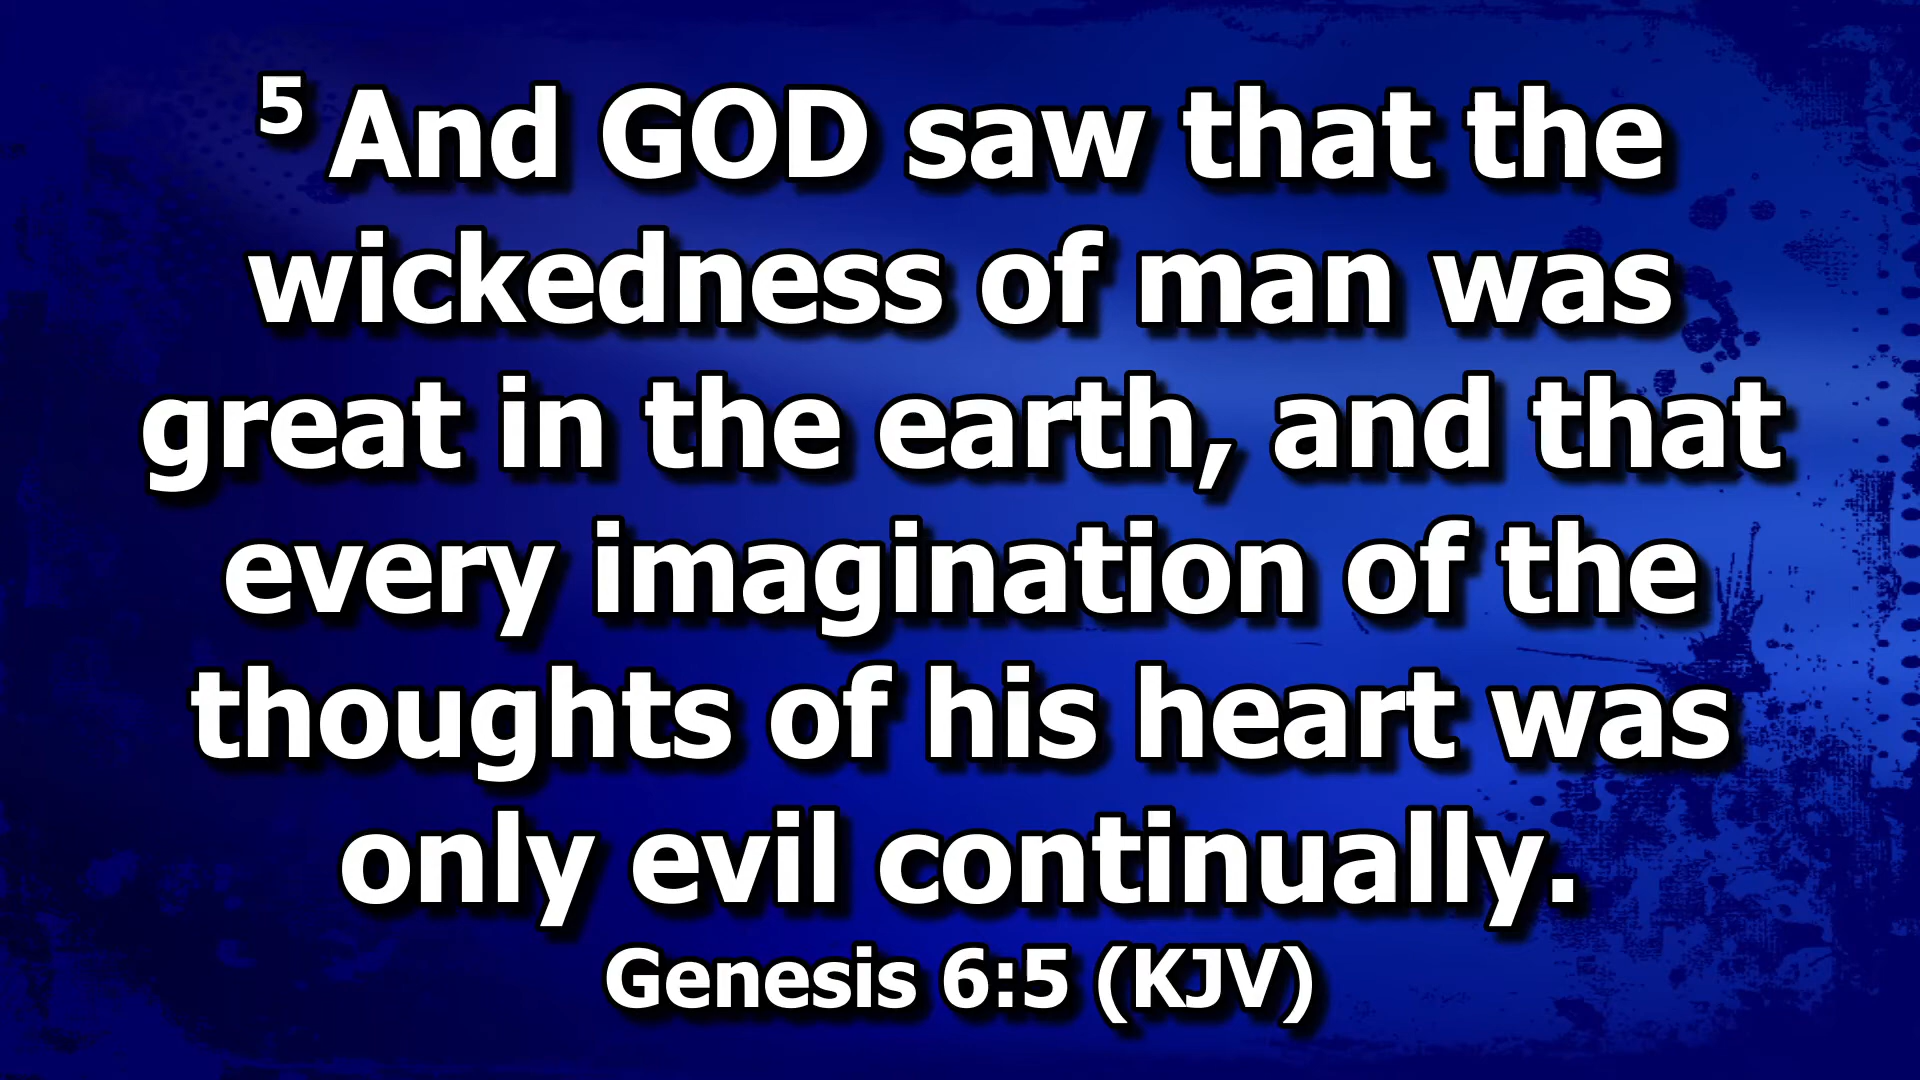 5 And GOD saw that the
wickedness of man was
great in the earth, and that
every imagination of the
thoughts of his heart was
only evil continually.
Genesis 6:5 (KJV)